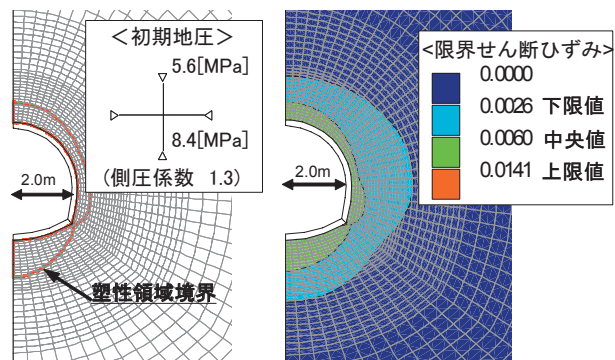 ＜初期地圧＞
5.6[MPa]
8.4[MPa]
(側圧係数 1.3)
2.0m
塑性領域境界
<限界せん断ひずみ>
0.0000
0.0026 下限値
0.0060 中央値
0.0141 上限値
2.0m